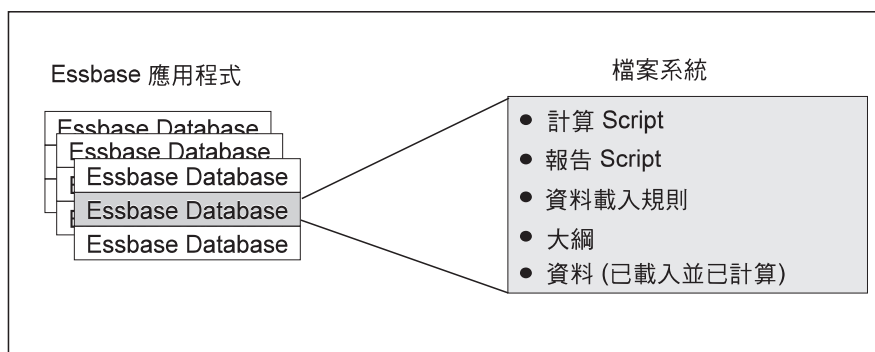 Essbase 應用程式
Essbase Database
Essbase Database
Essbase Database
Essbase Database
Essbase Database
檔案系統
● 計算 Script
● 報告 Script
● 資料載入規則
● 大綱
● 資料 (已載入並已計算)